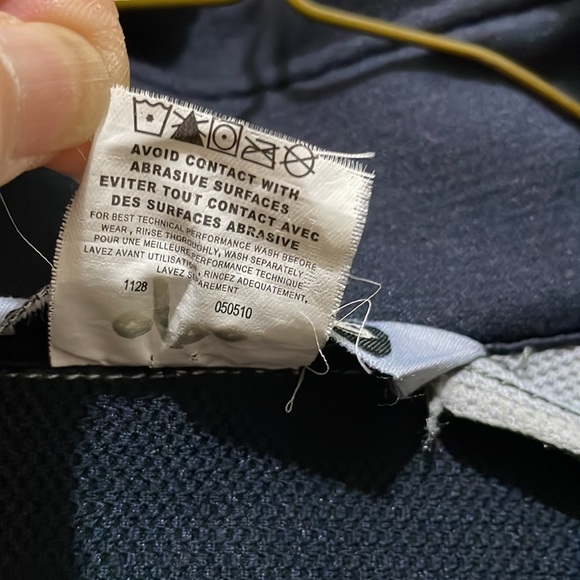 AVOID CONTACT WITH
ABRASIVE SURFACES
EVITER TOUT CONTACT AVEC
DES SURFACES ABRASIVE
FOR BEST TECHNICAL PERFORMANCE WASH BEFORE
WEAR, RINSE THOROUGHLY, WASH SEPARATELY
POUR UNE MEILLEURE PERFORMANCE TECHNIQUE
LAVEZ AVANT UTILISATION, RINCEZ ADEQUATEMENT,
LAVEZ SEPAREMENT
1128 050510